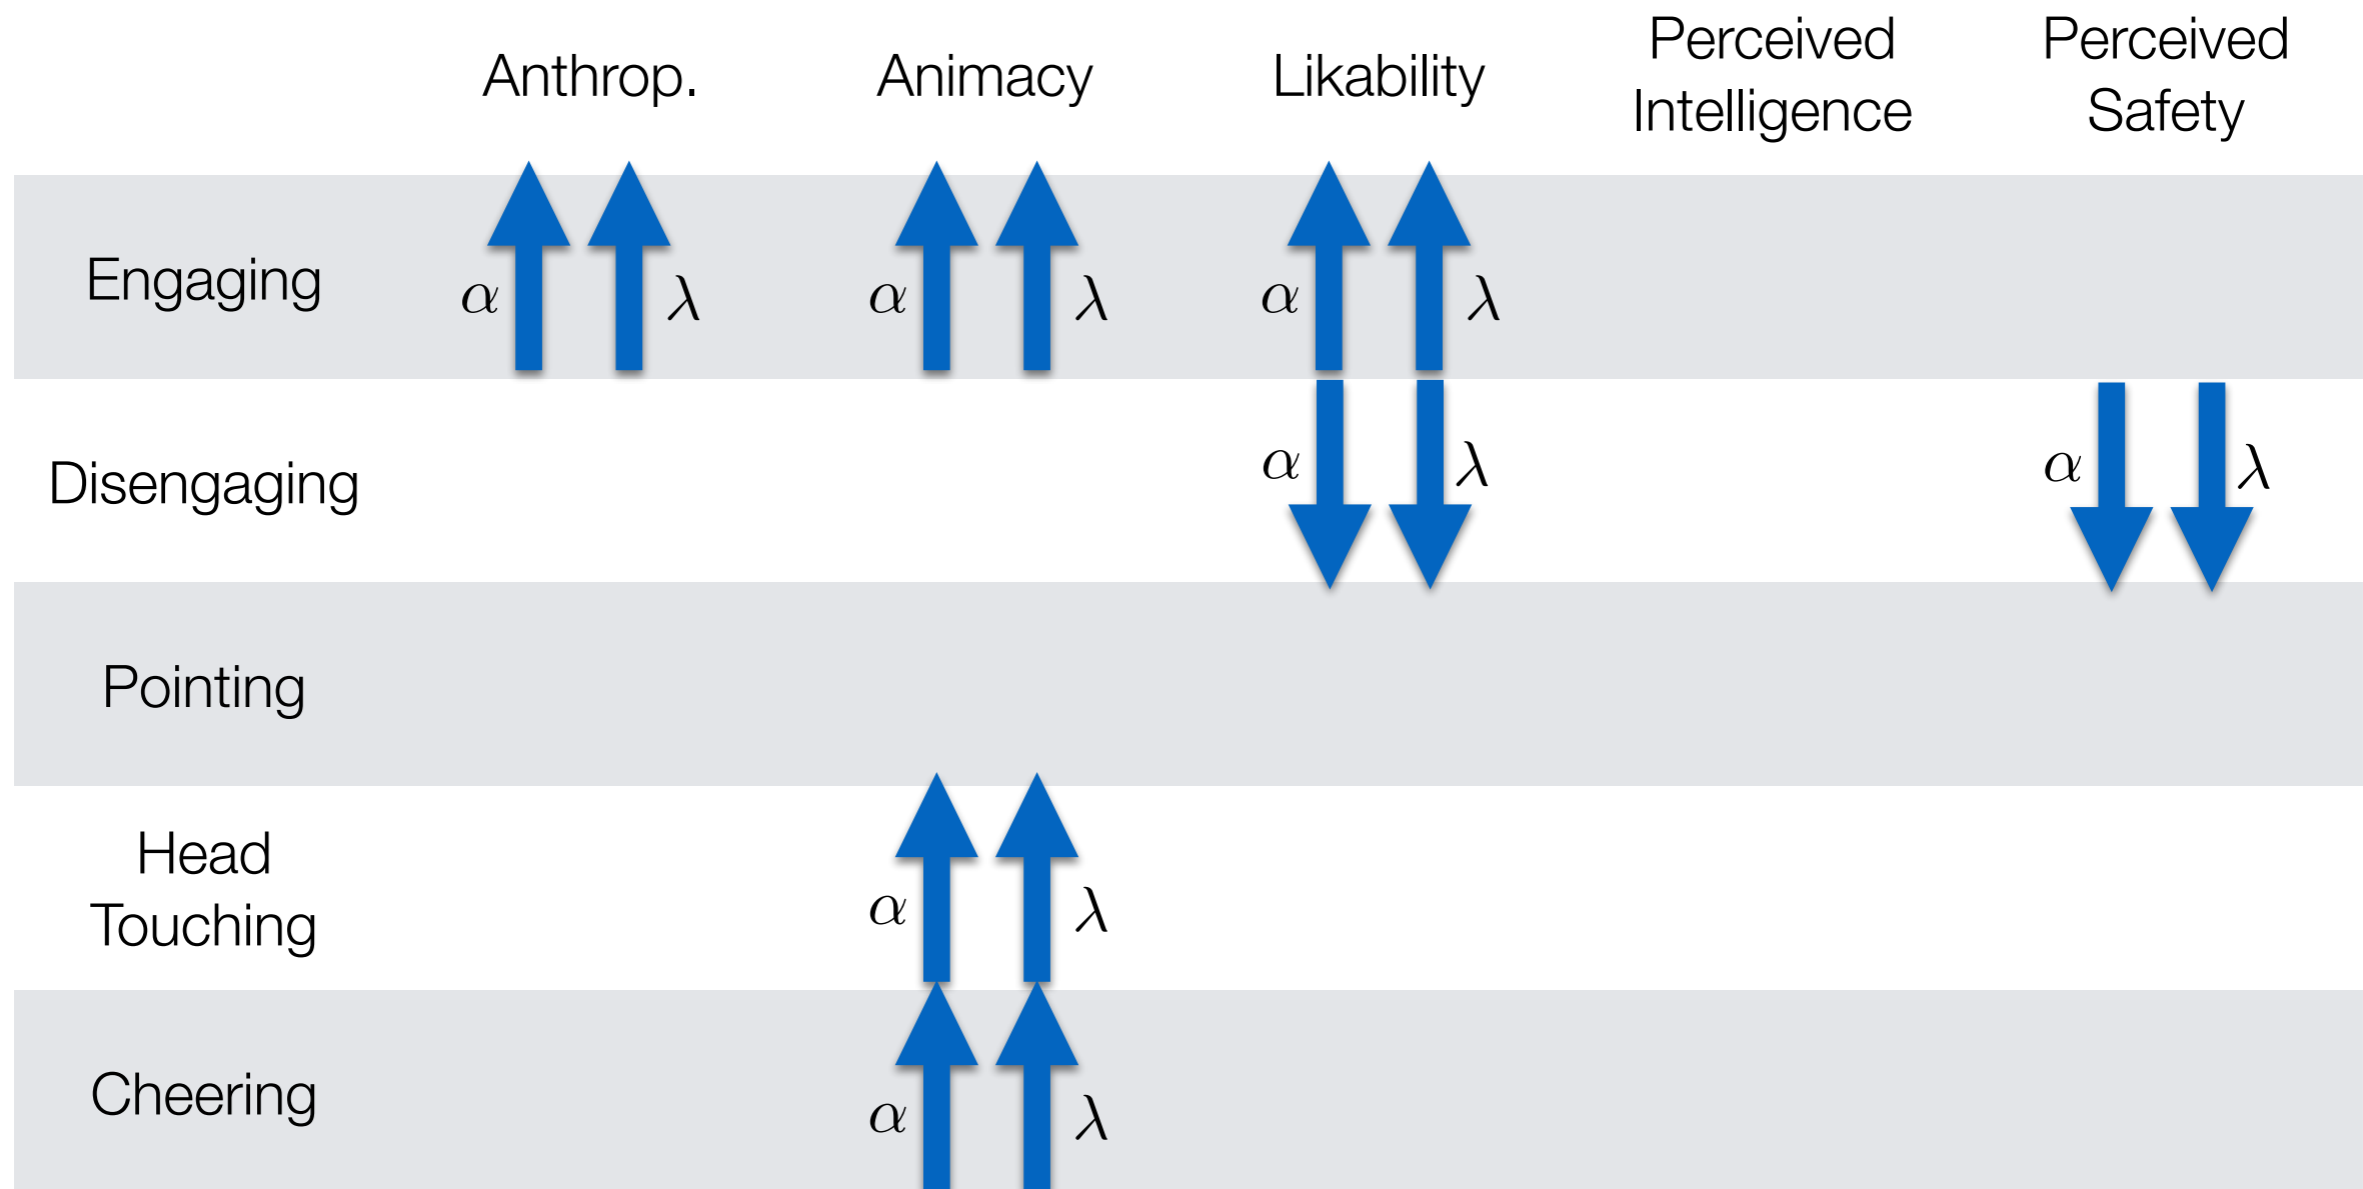 Anthrop. Animacy Likability Perceived Intelligence Perceived Safety
Engaging α λ α λ α λ
Disengaging α λ α λ
Pointing
Head
Touching α λ
Cheering α λ